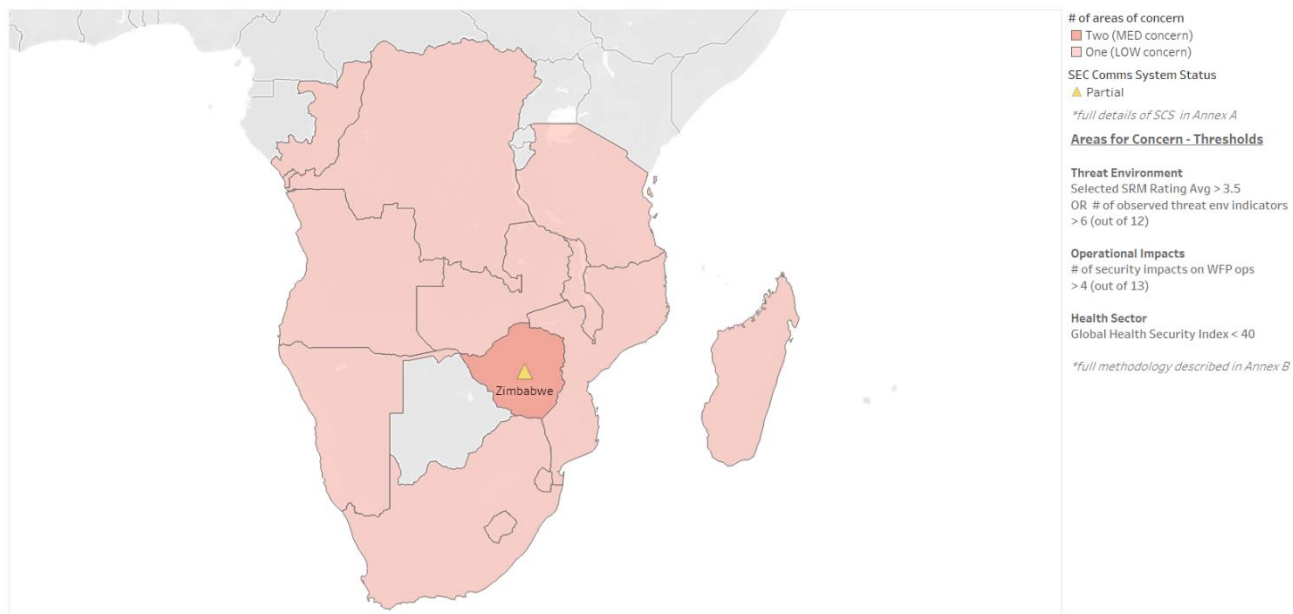 # of areas of concern
Two (MED concern)
One (LOW concern)
SEC Comms System Status
Partial
*full details of SCS in Annex A
Areas for Concern - Thresholds
Threat Environment
Selected SRM Rating Avg > 3.5
OR # of observed threat env indicators
> 6 (out of 12)
Operational Impacts
# of security impacts on WFP ops
> 4 (out of 13)
Health Sector
Global Health Security Index < 40
*full methodology described in Annex B
Zimbabwe